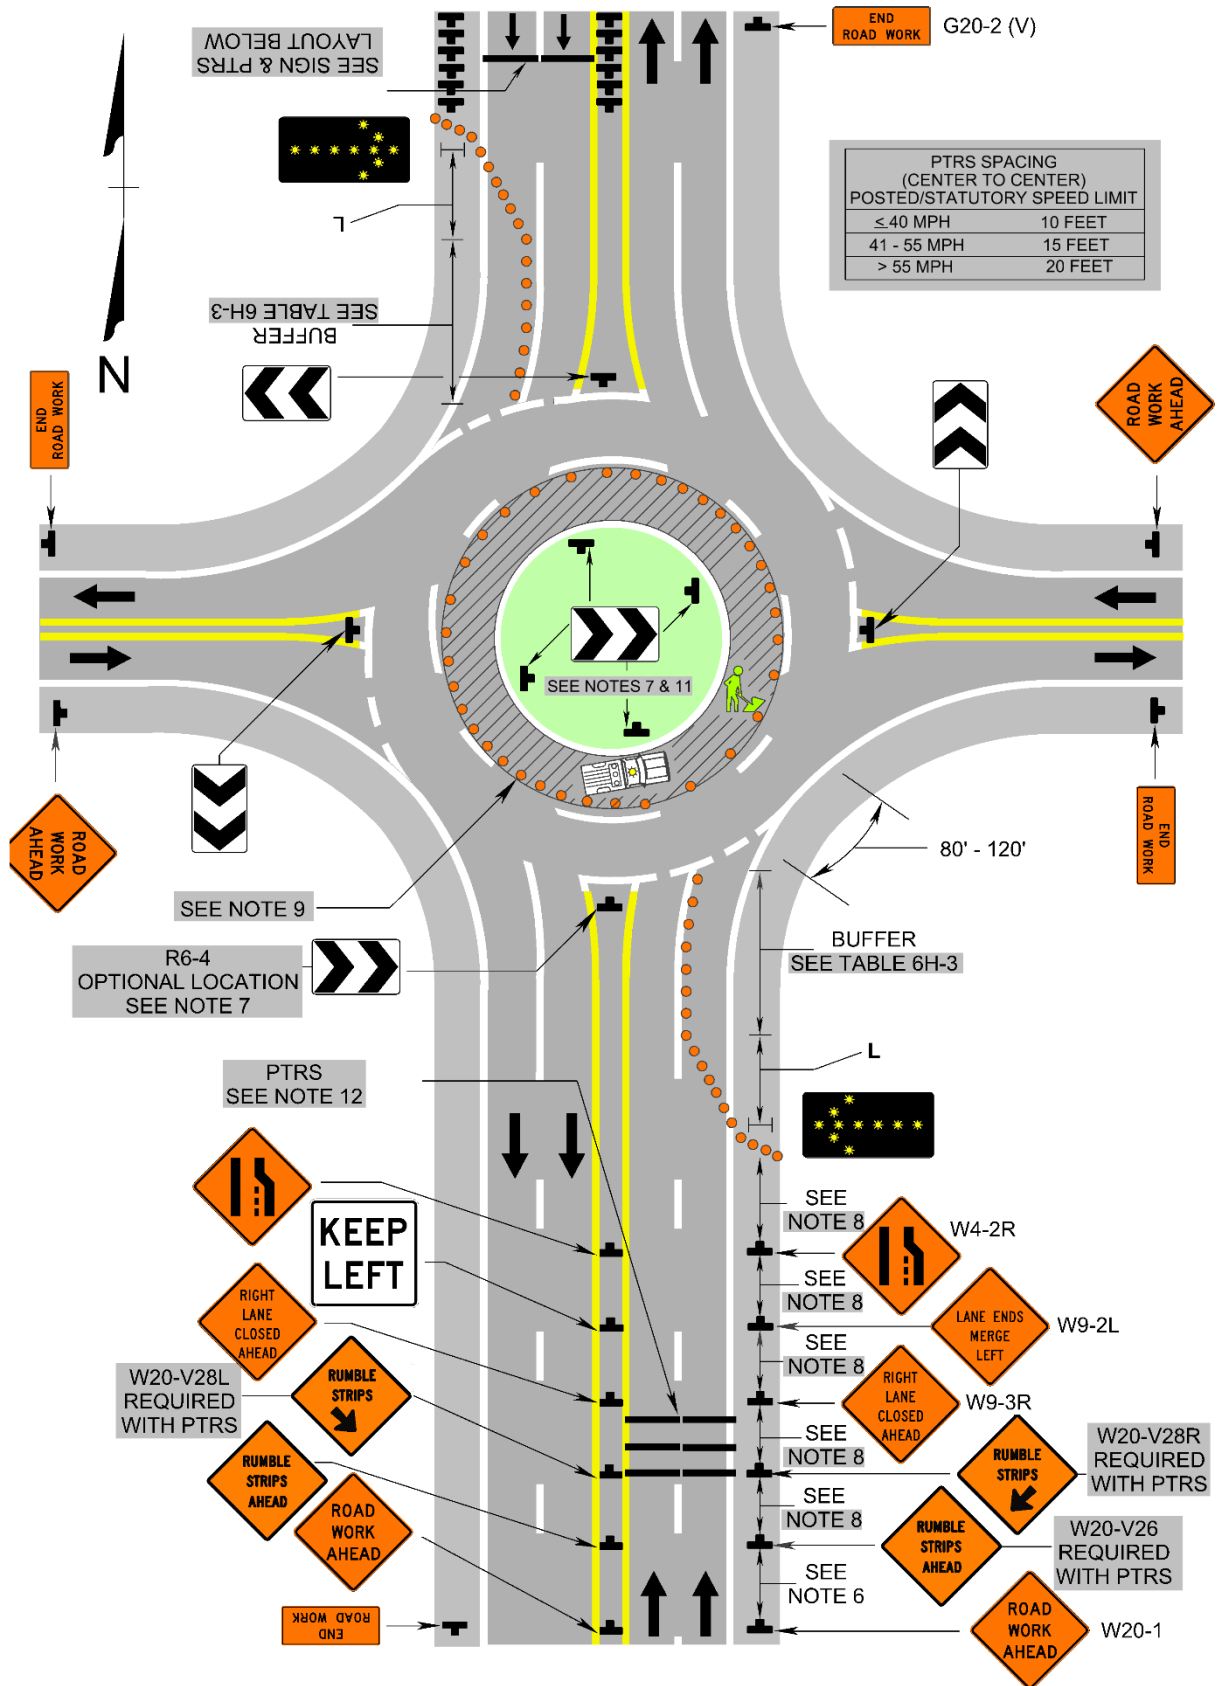 END
ROAD WORK
G20-2 (V)
SEE SIGN & PTRS
LAYOUT BELOW
PTRS SPACING
(CENTER TO CENTER)
POSTED/STATUTORY SPEED LIMIT
≤ 40 MPH 10 FEET
41 - 55 MPH 15 FEET
> 55 MPH 20 FEET
L
BUFFER
SEE TABLE 6H-3
N
END
ROAD WORK
ROAD
WORK
AHEAD
SEE NOTES 7 & 11
ROAD
WORK
AHEAD
END
ROAD WORK
80' - 120'
SEE NOTE 9
R6-4
OPTIONAL LOCATION
SEE NOTE 7
BUFFER
SEE TABLE 6H-3
L
PTRS
SEE NOTE 12
KEEP
LEFT
SEE
NOTE 8
W4-2R
SEE
NOTE 8
LANE ENDS
MERGE
LEFT
W9-2L
RIGHT
LANE
CLOSED
AHEAD
SEE
NOTE 8
RIGHT
LANE
CLOSED
AHEAD
W9-3R
W20-V28L
REQUIRED
WITH PTRS
RUMBLE
STRIPS
SEE
NOTE 8
RUMBLE
STRIPS
W20-V28R
REQUIRED
WITH PTRS
RUMBLE
STRIPS
AHEAD
SEE
NOTE 8
RUMBLE
STRIPS
AHEAD
W20-V26
REQUIRED
WITH PTRS
ROAD
WORK
AHEAD
SEE
NOTE 6
END
ROAD WORK
ROAD
WORK
AHEAD
W20-1